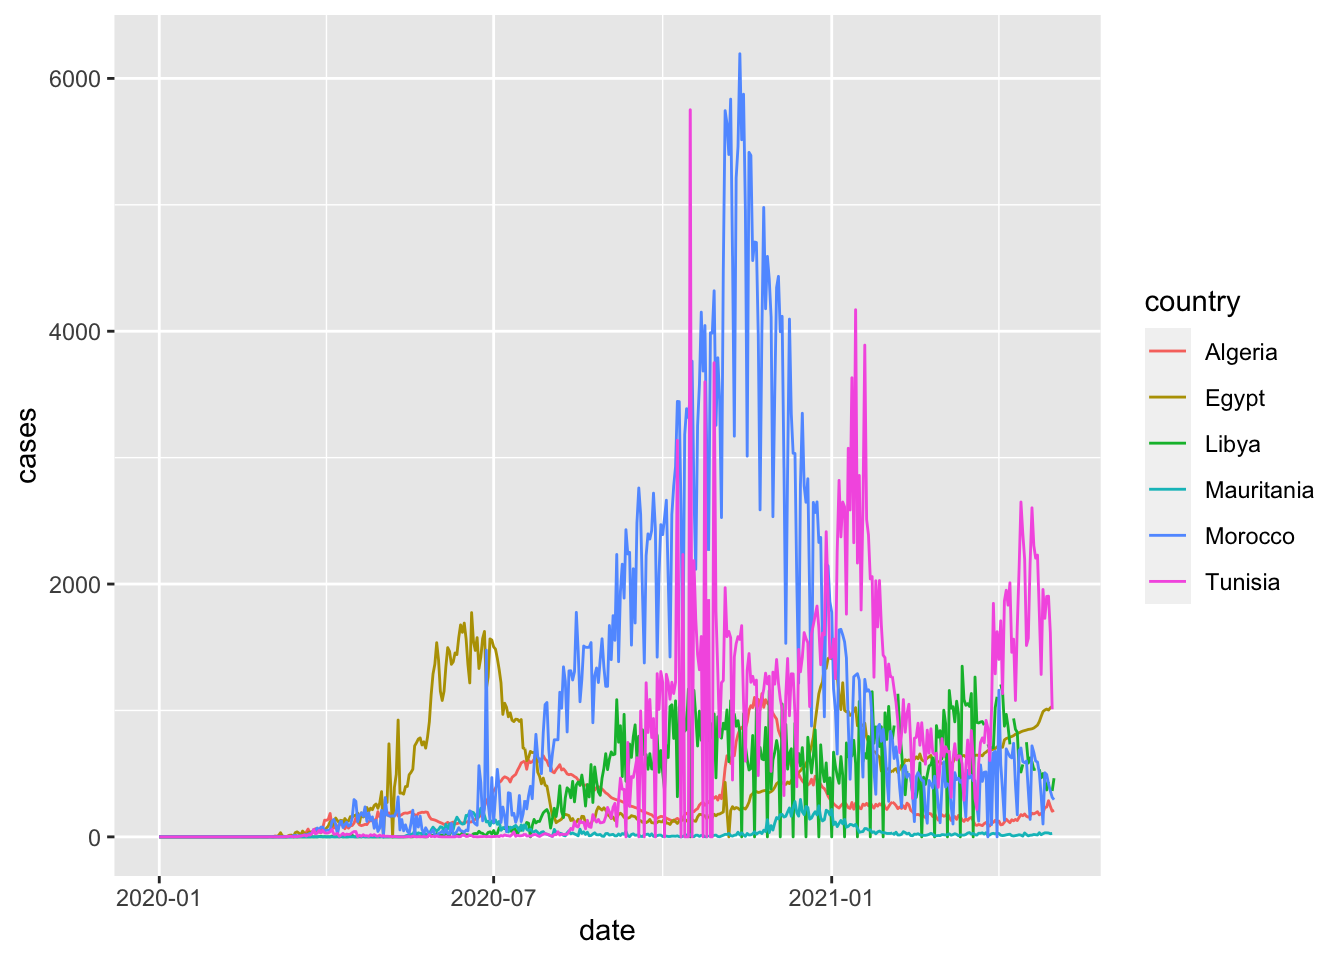 6000
4000
2000
0
cases
2020-01
2020-07
2021-01
date
country
Algeria
Egypt
Libya
Mauritania
Morocco
Tunisia